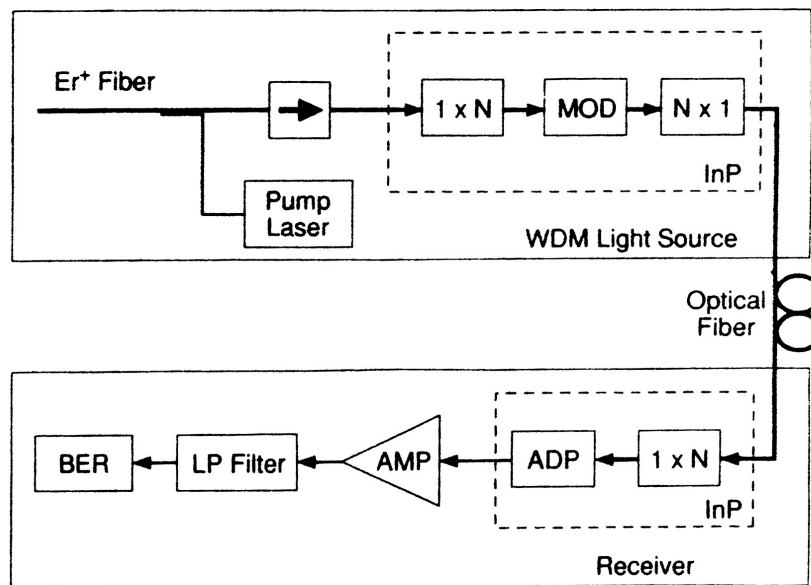 Er⁺ Fiber
1 x N
MOD
N x 1
InP
Pump
Laser
WDM Light Source
Optical
Fiber
BER
LP Filter
AMP
ADP
1 x N
InP
Receiver